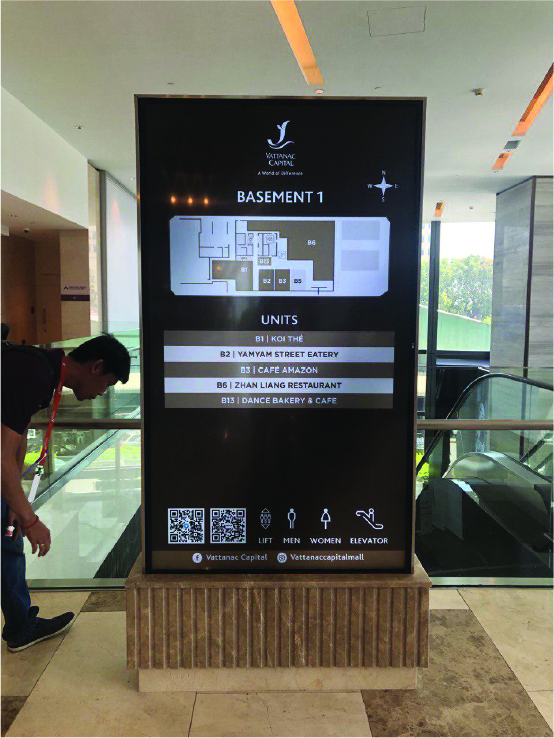 VATTANAC
CAPITAL
A World of Difference
N
W E
S
BASEMENT 1
B6
B1
B13
B2 B3 B5
UNITS
B1 | KOI THÉ
B2 | YAMYAM STREET EATERY
B3 | CAFÉ AMAZON
B6 | ZHAN LIANG RESTAURANT
B13 | DANCE BAKERY & CAFE
LIFT MEN WOMEN ELEVATOR
Vattanac Capital Vattanaccapitalmall